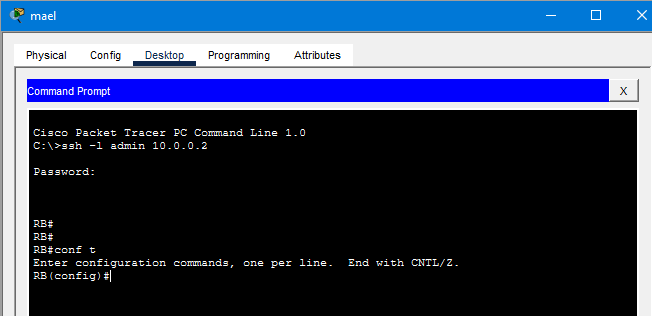 mael
Physical Config Desktop Programming Attributes
Command Prompt X
Cisco Packet Tracer PC Command Line 1.0
C:\>ssh -l admin 10.0.0.2
Password:
RB#
RB#
RB#conf t
Enter configuration commands, one per line.  End with CNTL/Z.
RB(config)#